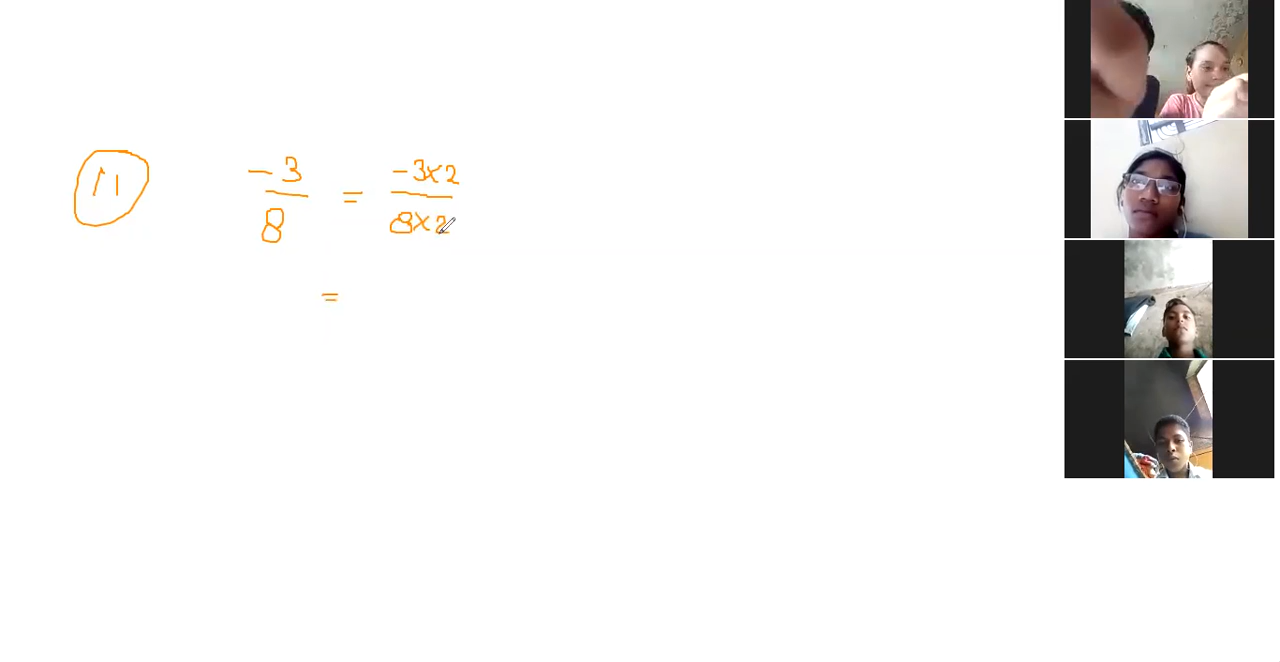 11 -3/8 = -3×2/8×2
=